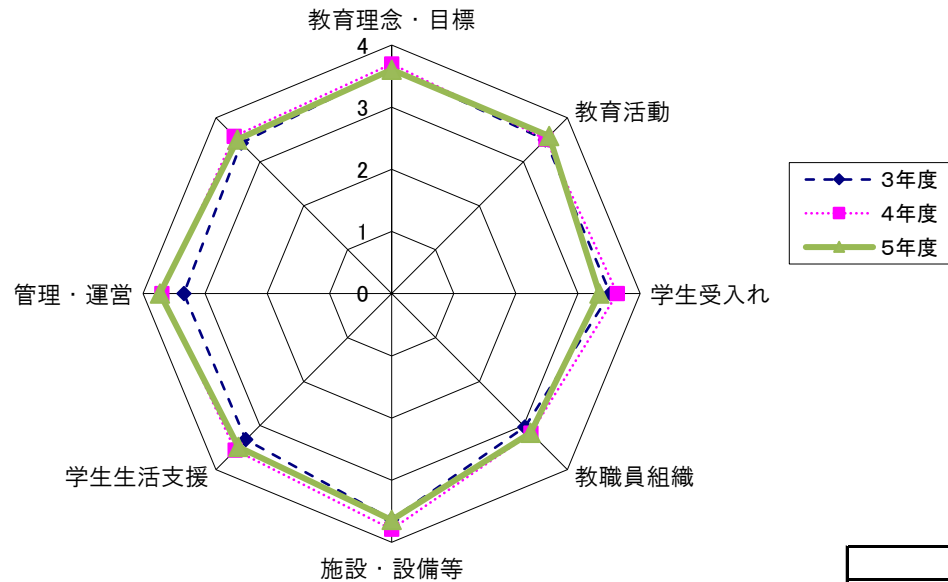 教育理念・目標
4
3
2
1
0
教育活動
学生受入れ
教職員組織
施設・設備等
学生生活支援
管理・運営
3年度
4年度
5年度